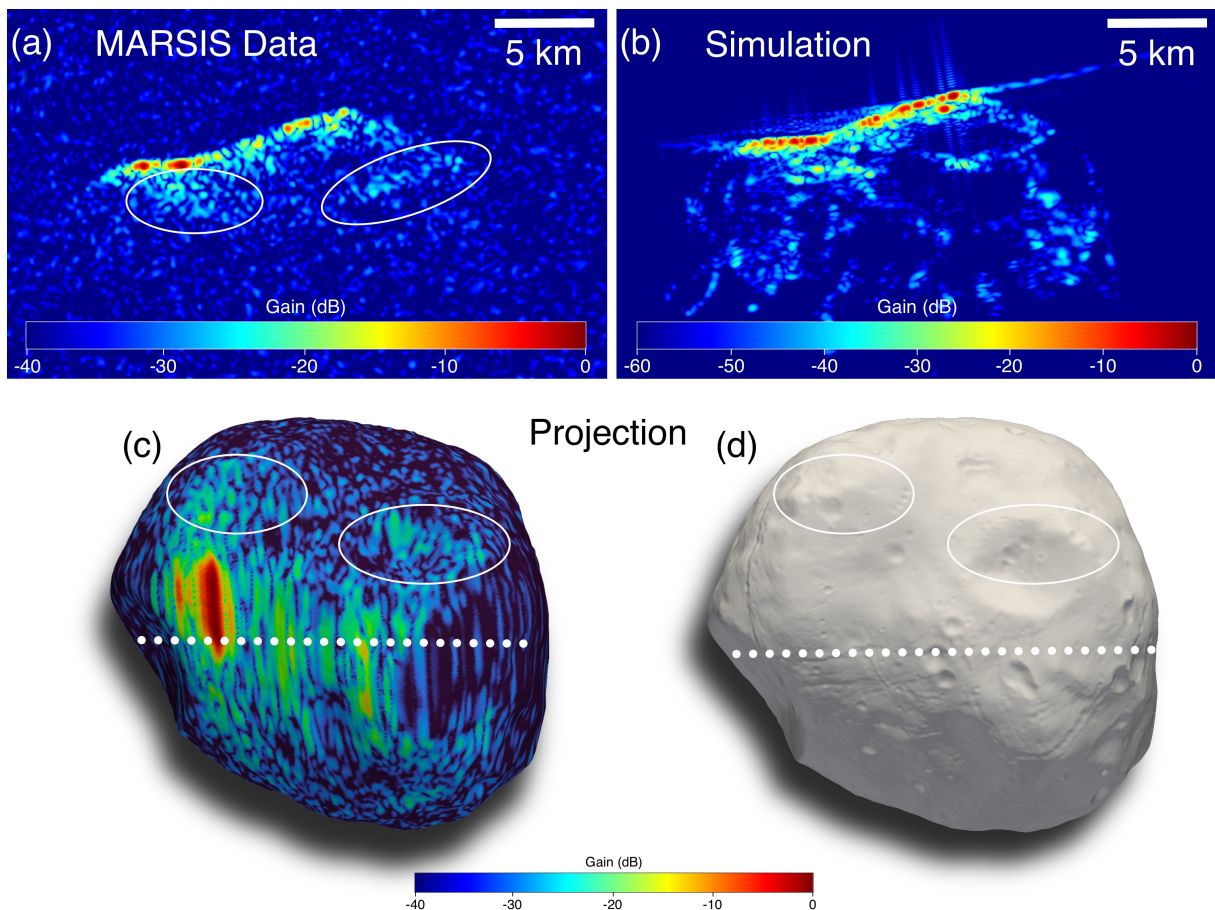 (a) MARSIS Data 5 km
Gain (dB)
-40 -30 -20 -10 0
(b) Simulation 5 km
Gain (dB)
-60 -50 -40 -30 -20 -10 0
Projection
(c) (d)
Gain (dB)
-40 -30 -20 -10 0